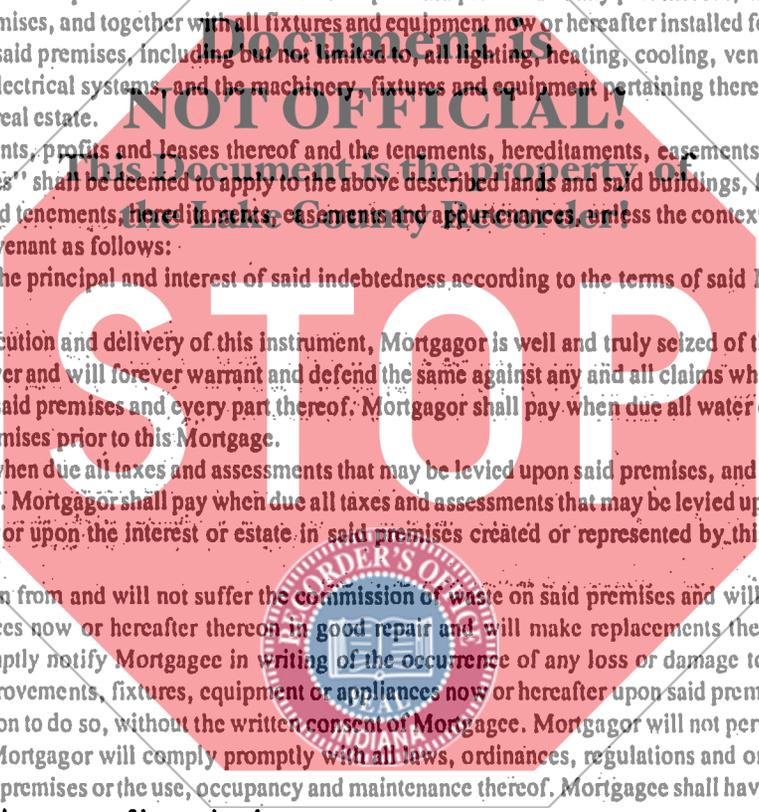 mises, and together with all fixtures and equipment now or hereafter installed f
Document is
said premises, including but not limited to, all lighting, heating, cooling, ven
lectrical systems, and the machinery, fixtures and equipment pertaining there
NOT OFFICIAL!
real estate.
nts, profits and leases thereof and the tenements, hereditaments, easements
This Document is the property of
es" shall be deemed to apply to the above described lands and said buildings, f
d tenements, hereditaments, easements and appurtenances, unless the contex
the Lake County Recorder!
venant as follows:
he principal and interest of said indebtedness according to the terms of said
STOP
cution and delivery of this instrument, Mortgagor is well and truly seized of t
ver and will forever warrant and defend the same against any and all claims wh
said premises and every part thereof. Mortgagor shall pay when due all water
mises prior to this Mortgage.
when due all taxes and assessments that may be levied upon said premises, and
. Mortgagor shall pay when due all taxes and assessments that may be levied up
or upon the interest or estate in said premises created or represented by this
RECORDER'S OFFICE
n from and will not suffer the commission of waste on said premises and will
ces now or hereafter thereon in good repair and will make replacements the
ptly notify Mortgagee in writing of the occurrence of any loss or damage to
rovements, fixtures, equipment or appliances now or hereafter upon said prem
SEAL
on to do so, without the written consent of Mortgagee. Mortgagor will not per
INDIANA
Mortgagor will comply promptly with all laws, ordinances, regulations and o
premises or the use, occupancy and maintenance thereof. Mortgagee shall hav